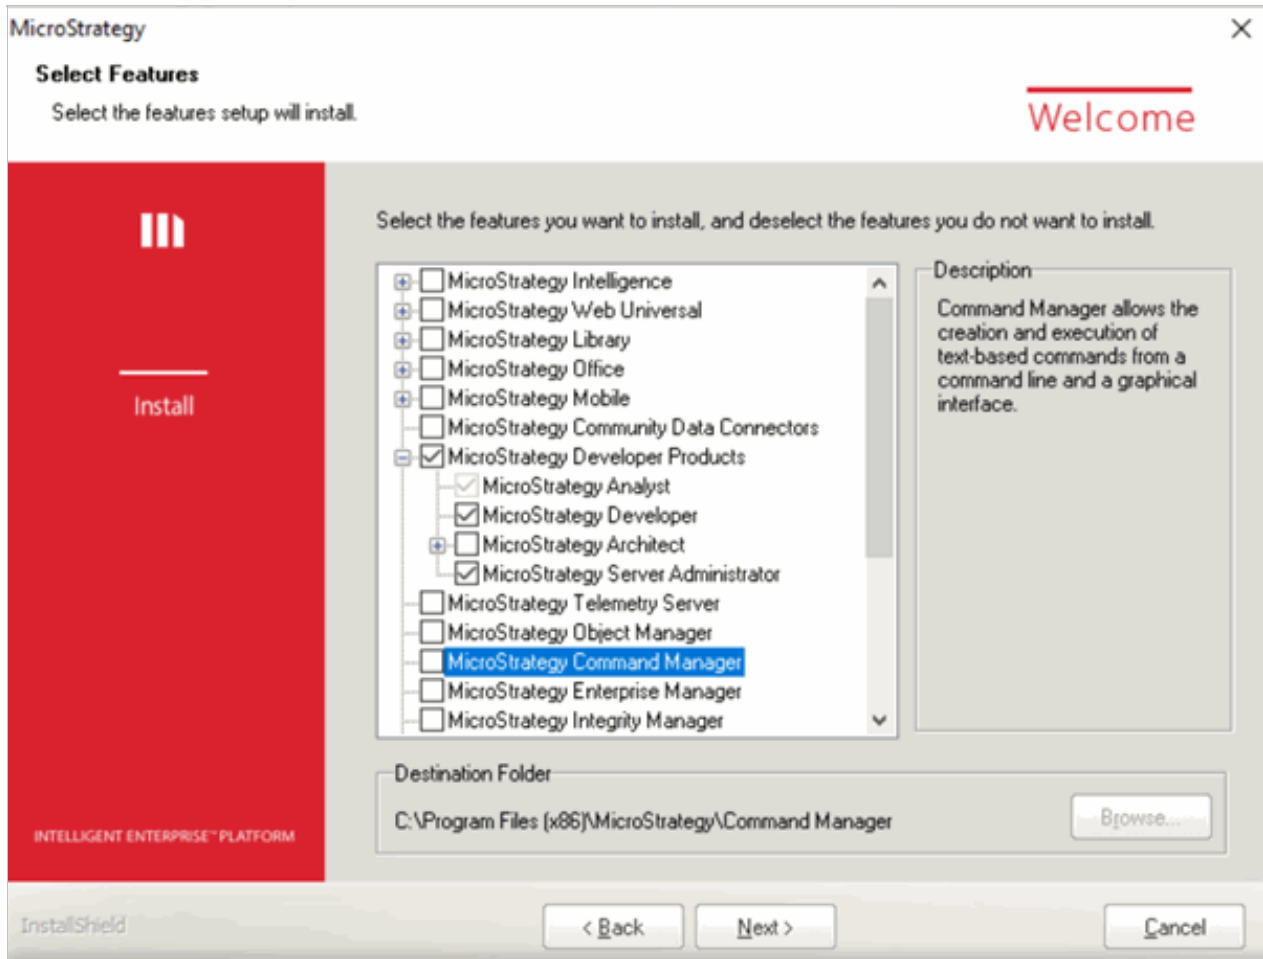 MicroStrategy
Select Features
Select the features setup will install.
Welcome
Install
INTELLIGENT ENTERPRISE™ PLATFORM
Select the features you want to install, and deselect the features you do not want to install.
MicroStrategy Intelligence
MicroStrategy Web Universal
MicroStrategy Library
MicroStrategy Office
MicroStrategy Mobile
MicroStrategy Community Data Connectors
MicroStrategy Developer Products
MicroStrategy Analyst
MicroStrategy Developer
MicroStrategy Architect
MicroStrategy Server Administrator
MicroStrategy Telemetry Server
MicroStrategy Object Manager
MicroStrategy Command Manager
MicroStrategy Enterprise Manager
MicroStrategy Integrity Manager
Description
Command Manager allows the
creation and execution of
text-based commands from a
command line and a graphical
interface.
Destination Folder
C:\Program Files (x86)\MicroStrategy\Command Manager
Browse...
InstallShield
< Back
Next >
Cancel